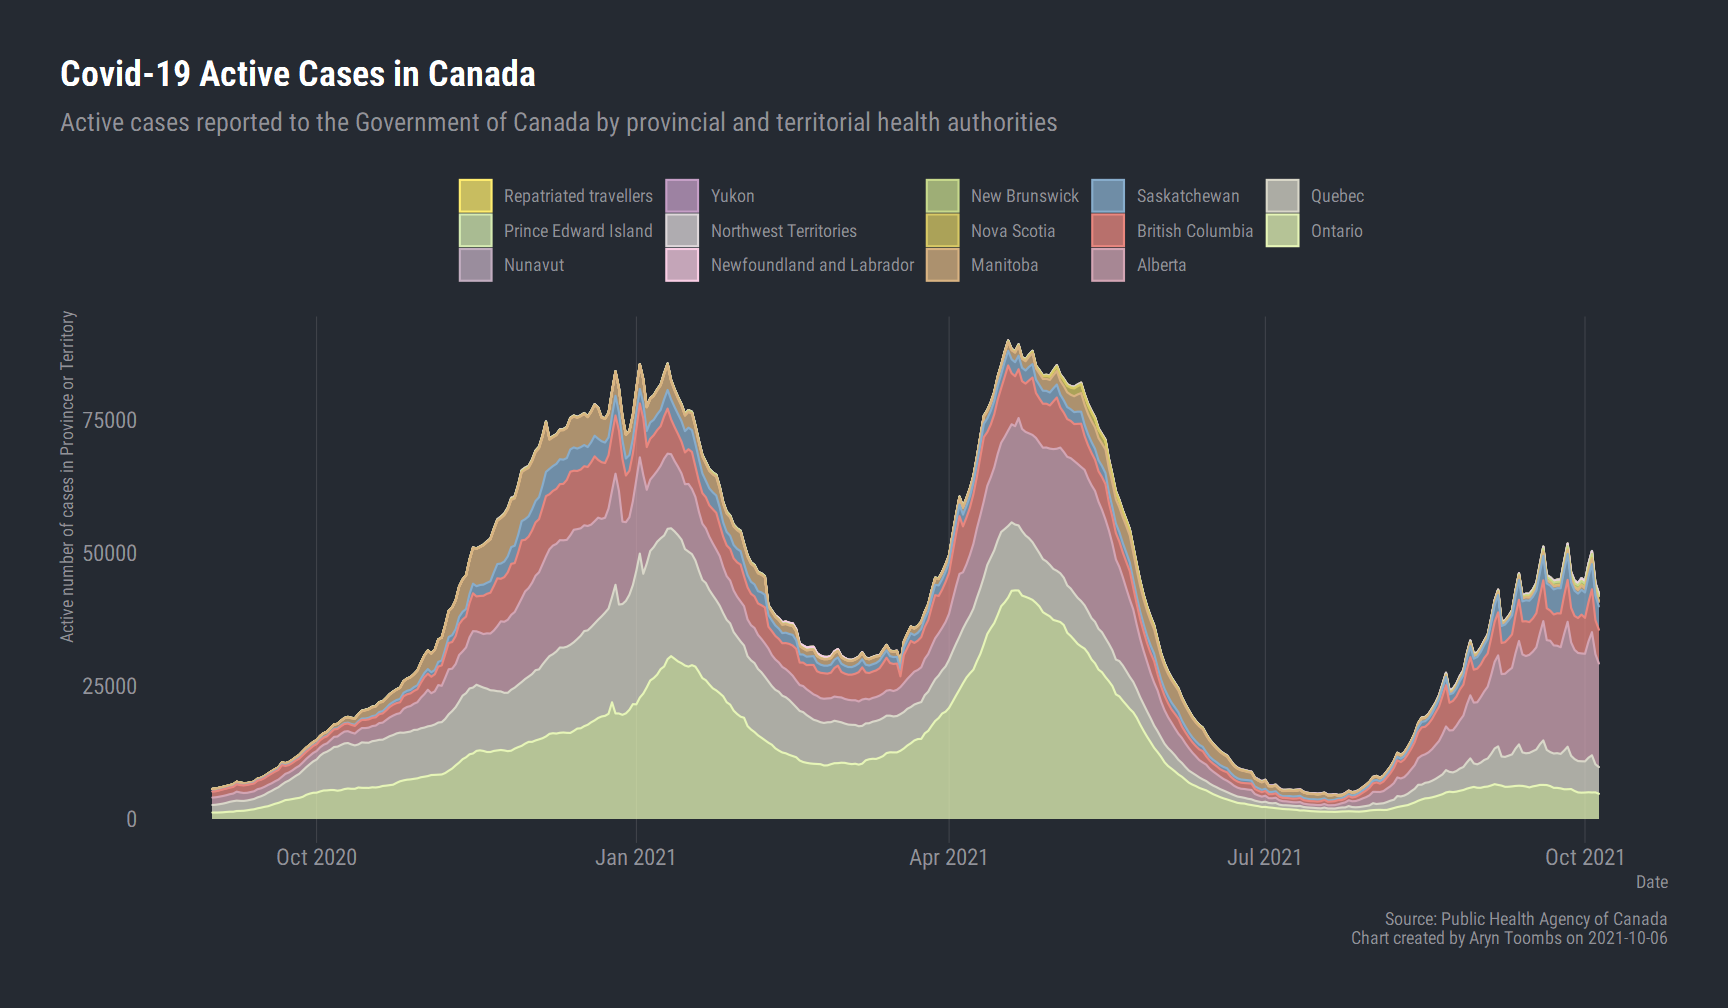 Covid-19 Active Cases in Canada
Active cases reported to the Government of Canada by provincial and territorial health authorities
Repatriated travellers Yukon New Brunswick Saskatchewan Quebec
Prince Edward Island Northwest Territories Nova Scotia British Columbia Ontario
Nunavut Newfoundland and Labrador Manitoba Alberta
Active number of cases in Province or Territory
75000
50000
25000
0
Oct 2020 Jan 2021 Apr 2021 Jul 2021 Oct 2021
Date
Source: Public Health Agency of Canada
Chart created by Aryn Toombs on 2021-10-06